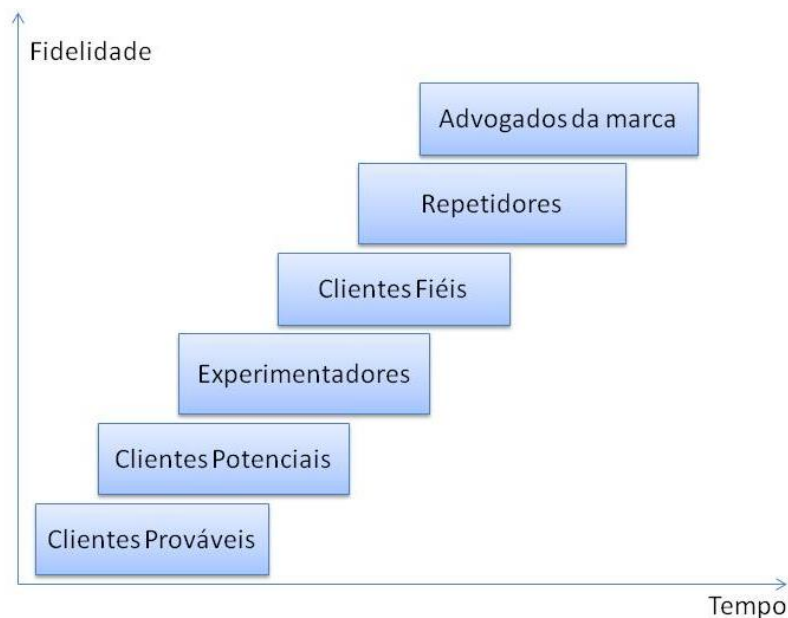 Fidelidade
Advogados da marca
Repetidores
Clientes Fiéis
Experimentadores
Clientes Potenciais
Clientes Prováveis
Tempo